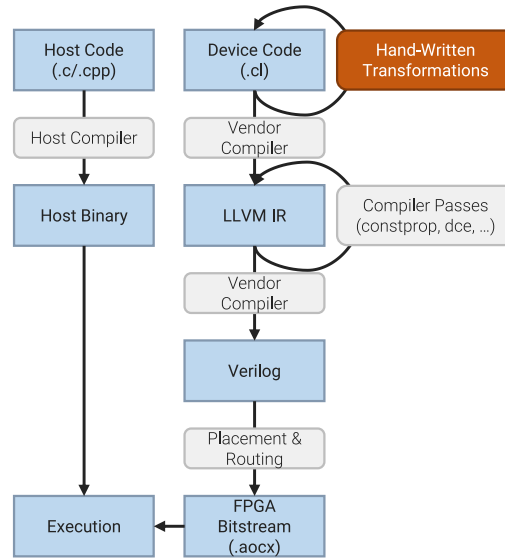 Host Code
(.c/.cpp)
Device Code
(.cl)
Hand-Written
Transformations
Host Compiler
Vendor
Compiler
Host Binary
LLVM IR
Compiler Passes
(constprop, dce, ...)
Vendor
Compiler
Verilog
Placement &
Routing
Execution
FPGA
Bitstream
(.aocx)